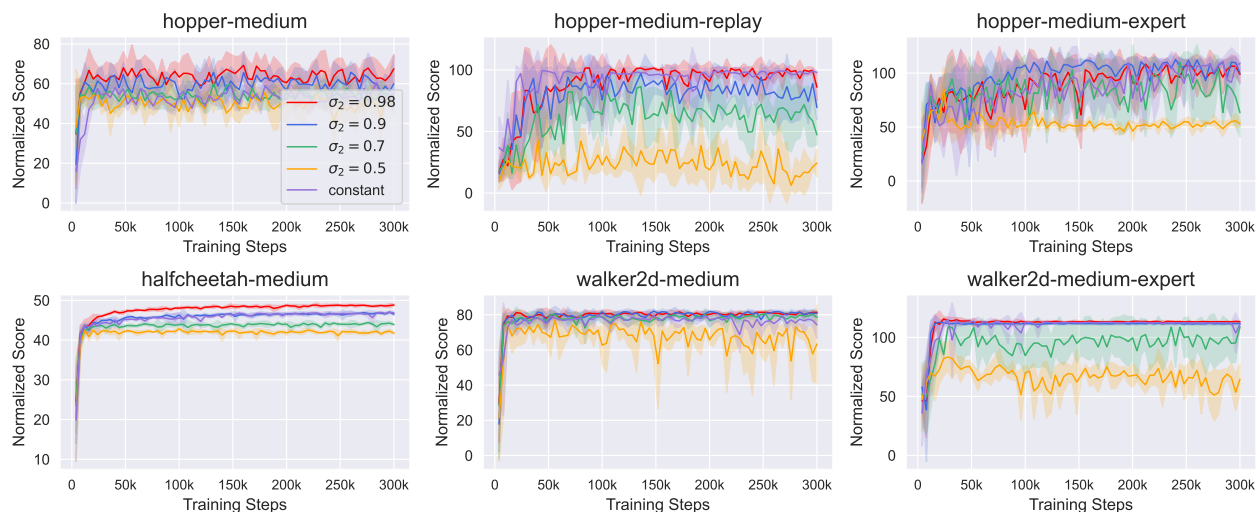 hopper-medium
Normalized Score
80
60
40
20
0
σ₂ = 0.98
σ₂ = 0.9
σ₂ = 0.7
σ₂ = 0.5
constant
0 50k 100k 150k 200k 250k 300k
Training Steps
hopper-medium-replay
Normalized Score
100
50
0
0 50k 100k 150k 200k 250k 300k
Training Steps
hopper-medium-expert
Normalized Score
100
50
0
0 50k 100k 150k 200k 250k 300k
Training Steps
halfcheetah-medium
Normalized Score
50
40
30
20
10
0 50k 100k 150k 200k 250k 300k
Training Steps
walker2d-medium
Normalized Score
80
60
40
20
0
0 50k 100k 150k 200k 250k 300k
Training Steps
walker2d-medium-expert
Normalized Score
100
50
0
0 50k 100k 150k 200k 250k 300k
Training Steps